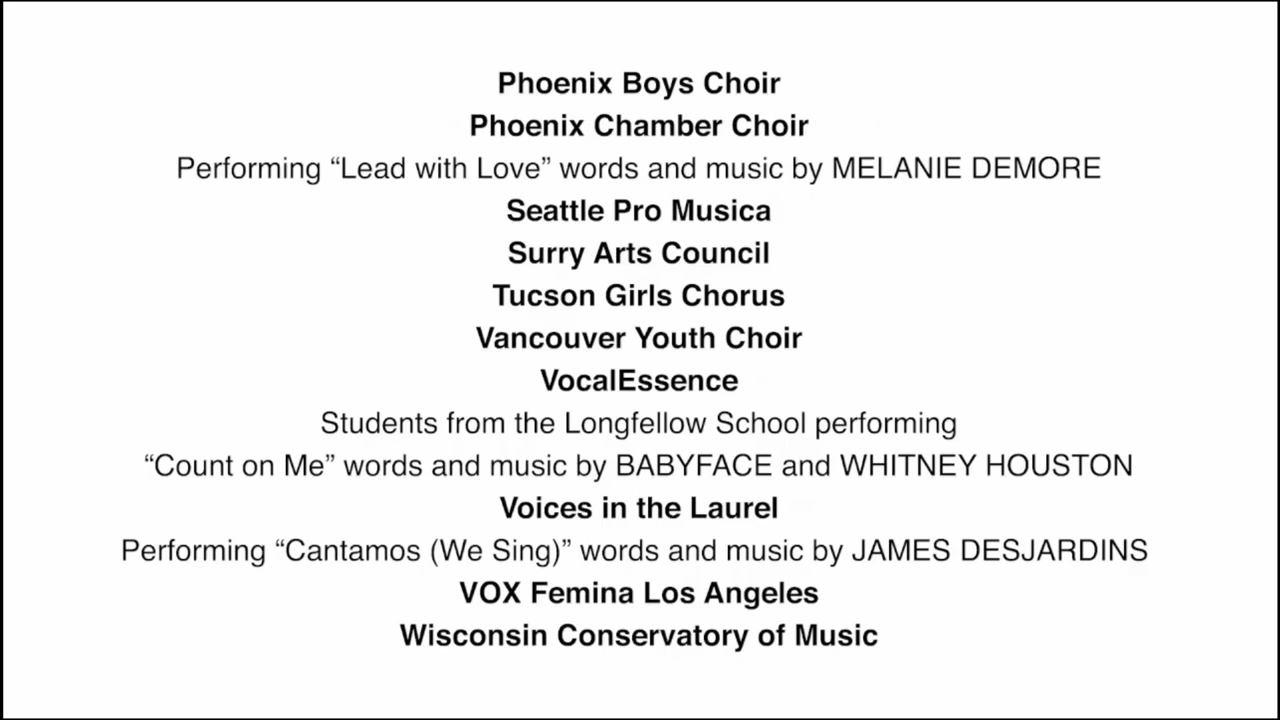 Phoenix Boys Choir
Phoenix Chamber Choir
Performing “Lead with Love” words and music by MELANIE DEMORE
Seattle Pro Musica
Surry Arts Council
Tucson Girls Chorus
Vancouver Youth Choir
VocalEssence
Students from the Longfellow School performing
“Count on Me” words and music by BABYFACE and WHITNEY HOUSTON
Voices in the Laurel
Performing “Cantamos (We Sing)” words and music by JAMES DESJARDINS
VOX Femina Los Angeles
Wisconsin Conservatory of Music